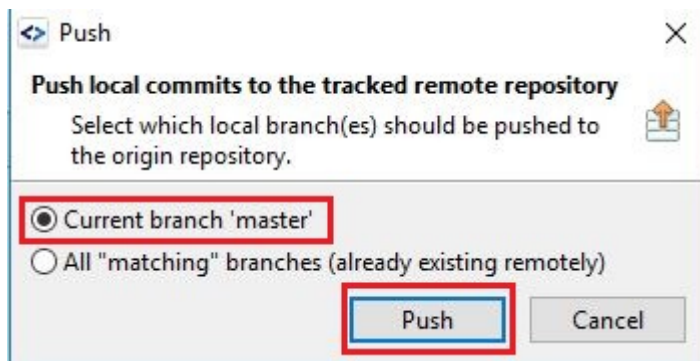 Push
Push local commits to the tracked remote repository
Select which local branch(es) should be pushed to
the origin repository.
Current branch 'master'
All "matching" branches (already existing remotely)
Push Cancel